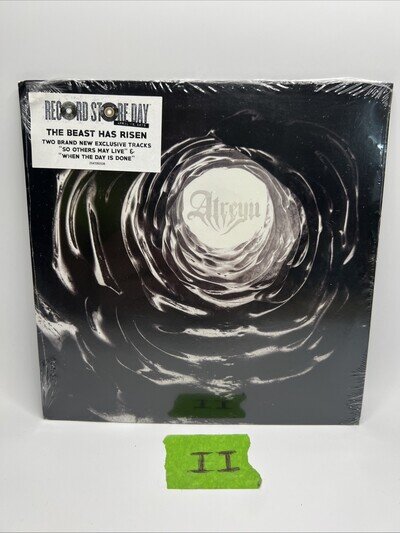 RECORD STORE DAY
THE BEAST HAS RISEN
TWO BRAND NEW EXCLUSIVE TRACKS
"SO OTHERS MAY LIVE" &
"WHEN THE DAY IS DONE"
Atreyu
II